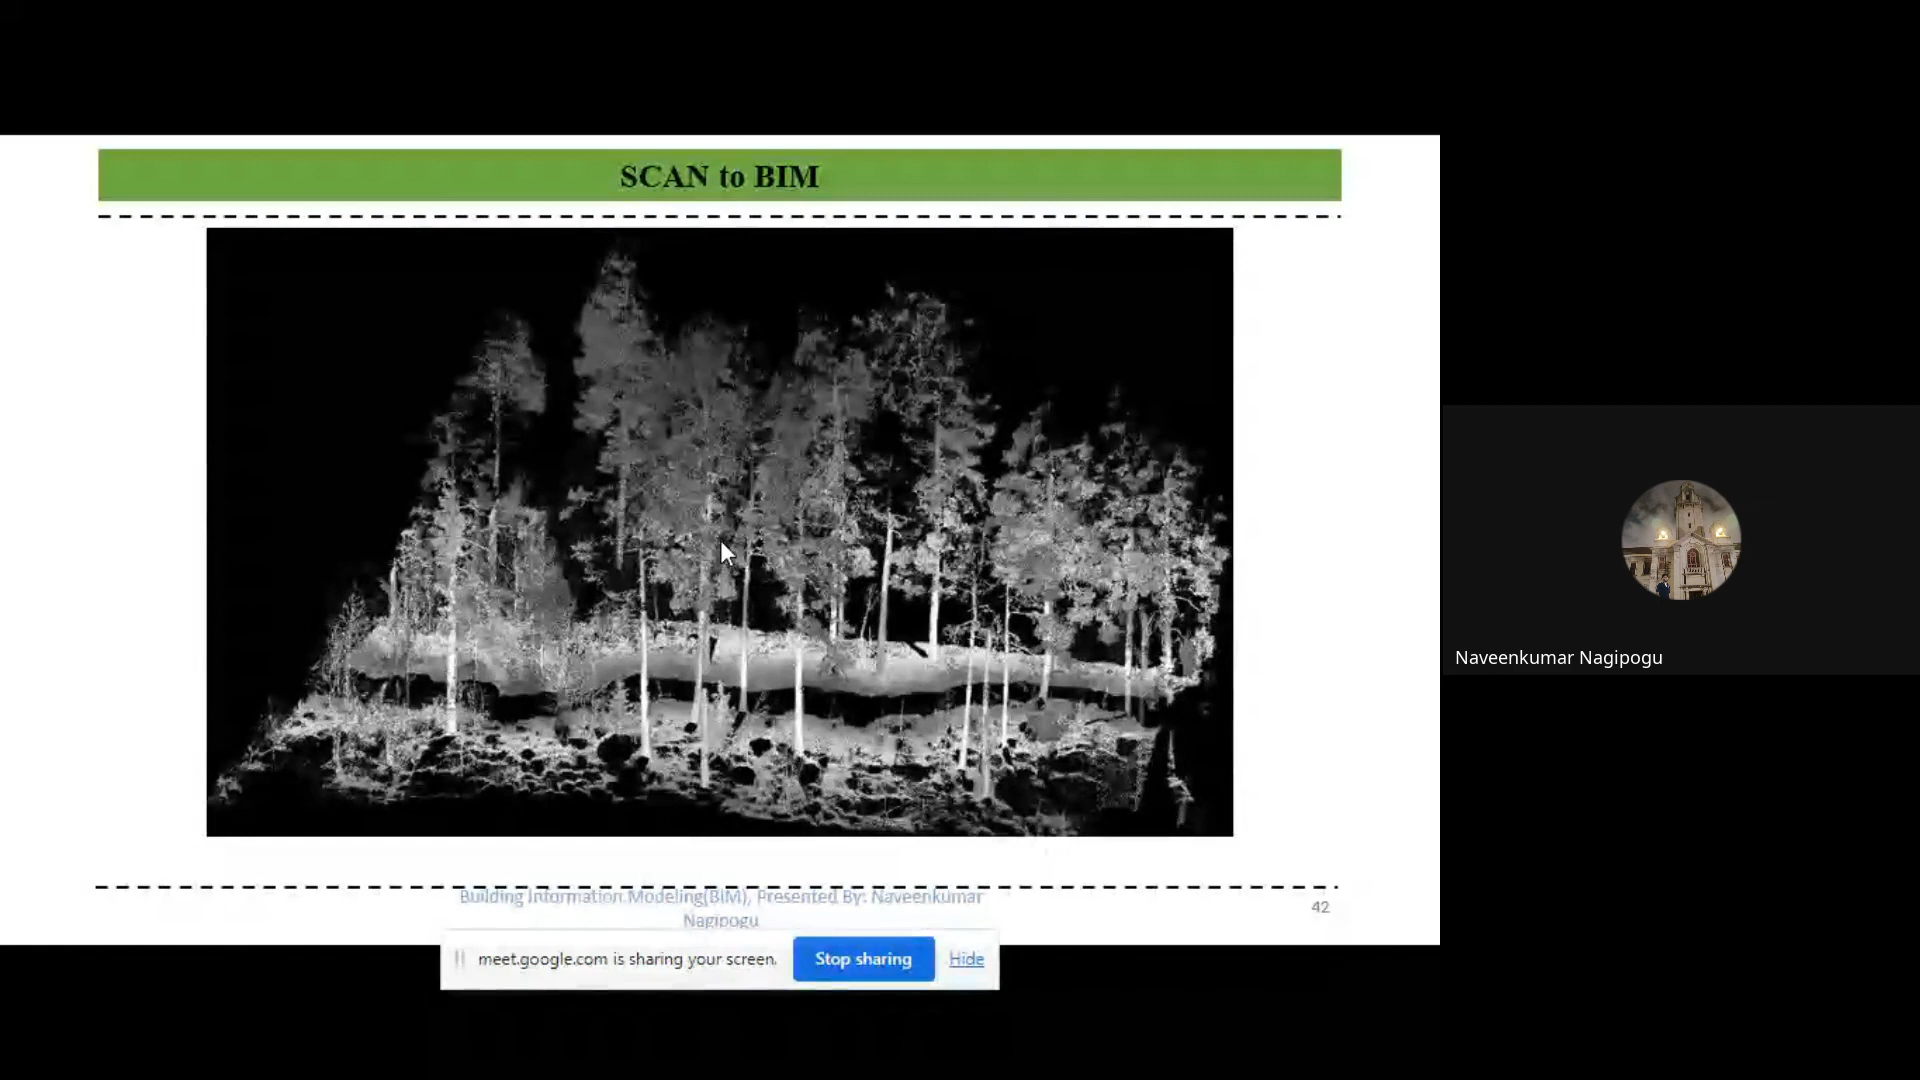 SCAN to BIM
Building Information Modeling(BIM), Presented By: Naveenkumar
Nagipogu
42
meet.google.com is sharing your screen.
Stop sharing
Hide
Naveenkumar Nagipogu